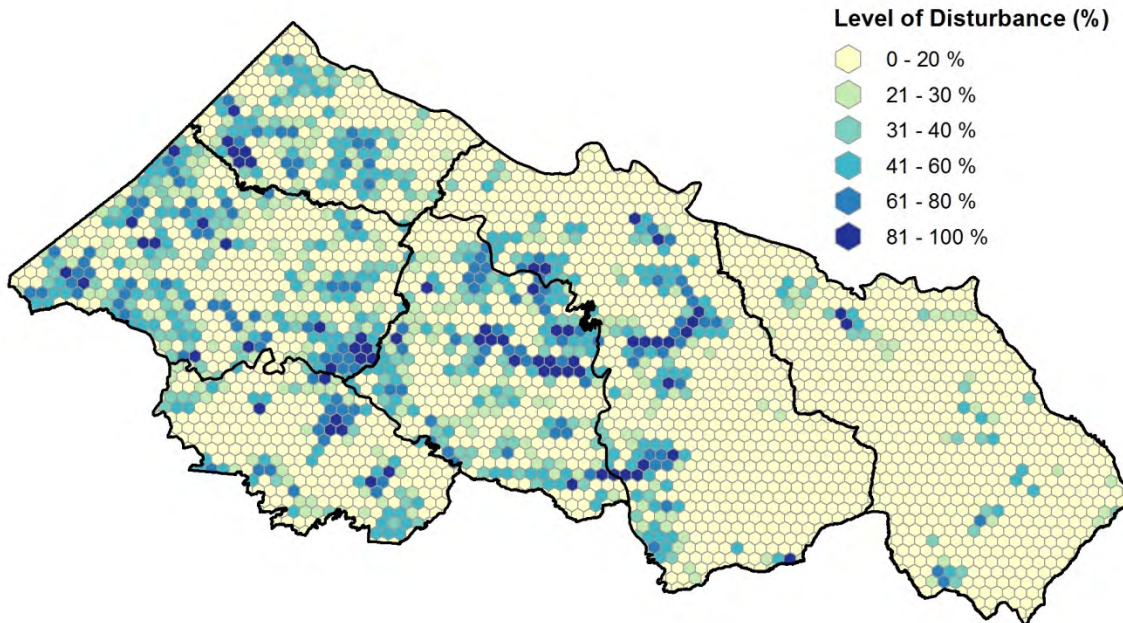 Level of Disturbance (%)
0 - 20 %
21 - 30 %
31 - 40 %
41 - 60 %
61 - 80 %
81 - 100 %